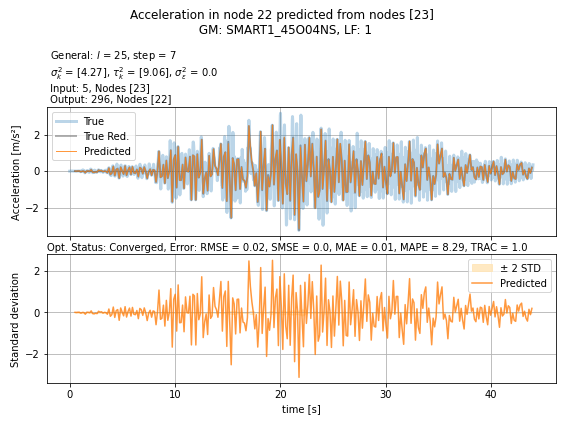 Acceleration in node 22 predicted from nodes [23]
GM: SMART1_45O04NS, LF: 1
General: l = 25, step = 7
σ²ₖ = [4.27], τ²ₖ = [9.06], σ²ε = 0.0
Input: 5, Nodes [23]
Output: 296, Nodes [22]
True
True Red.
Predicted
Acceleration [m/s²]
2
0
−2
Opt. Status: Converged, Error: RMSE = 0.02, SMSE = 0.0, MAE = 0.01, MAPE = 8.29, TRAC = 1.0
± 2 STD
Predicted
Standard deviation
2
0
−2
0 10 20 30 40
time [s]